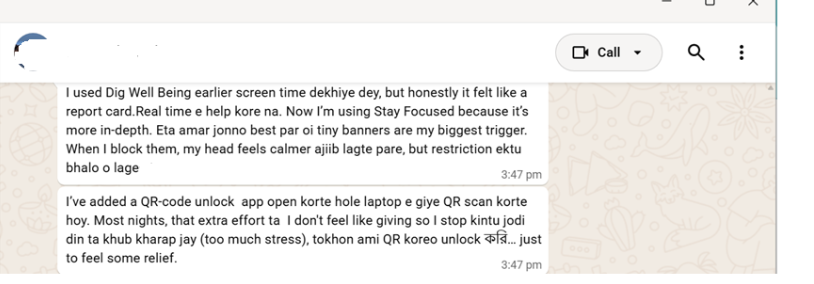 Call
I used Dig Well Being earlier screen time dekhiye dey, but honestly it felt like a
report card.Real time e help kore na. Now I'm using Stay Focused because it's
more in-depth. Eta amar jonno best par oi tiny banners are my biggest trigger.
When I block them, my head feels calmer ajiib lagte pare, but restriction ektu
bhalo o lage
3:47 pm
I've added a QR-code unlock app open korte hole laptop e giye QR scan korte
hoy. Most nights, that extra effort ta I don't feel like giving so I stop kintu jodi
din ta khub kharap jay (too much stress), tokhon ami QR koreo unlock করি... just
to feel some relief.
3:47 pm